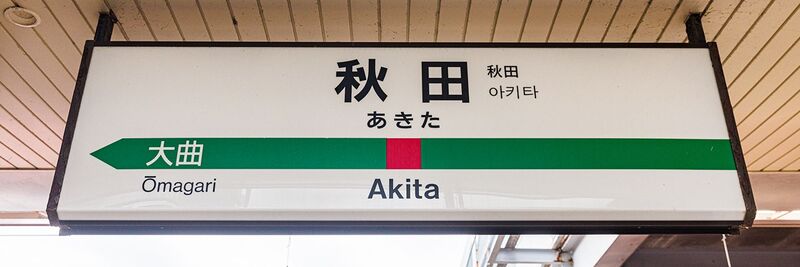 秋田
秋田
아키타
あきた
大曲
Ōmagari
Akita